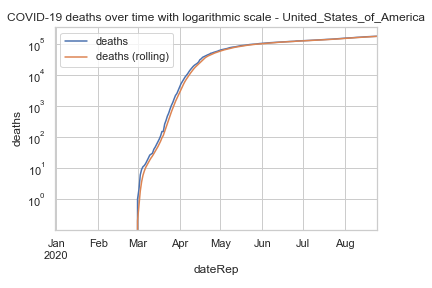 COVID-19 deaths over time with logarithmic scale - United_States_of_America
deaths
deaths (rolling)
10^5
10^4
10^3
10^2
10^1
10^0
deaths
Jan Feb Mar Apr May Jun Jul Aug
2020
dateRep